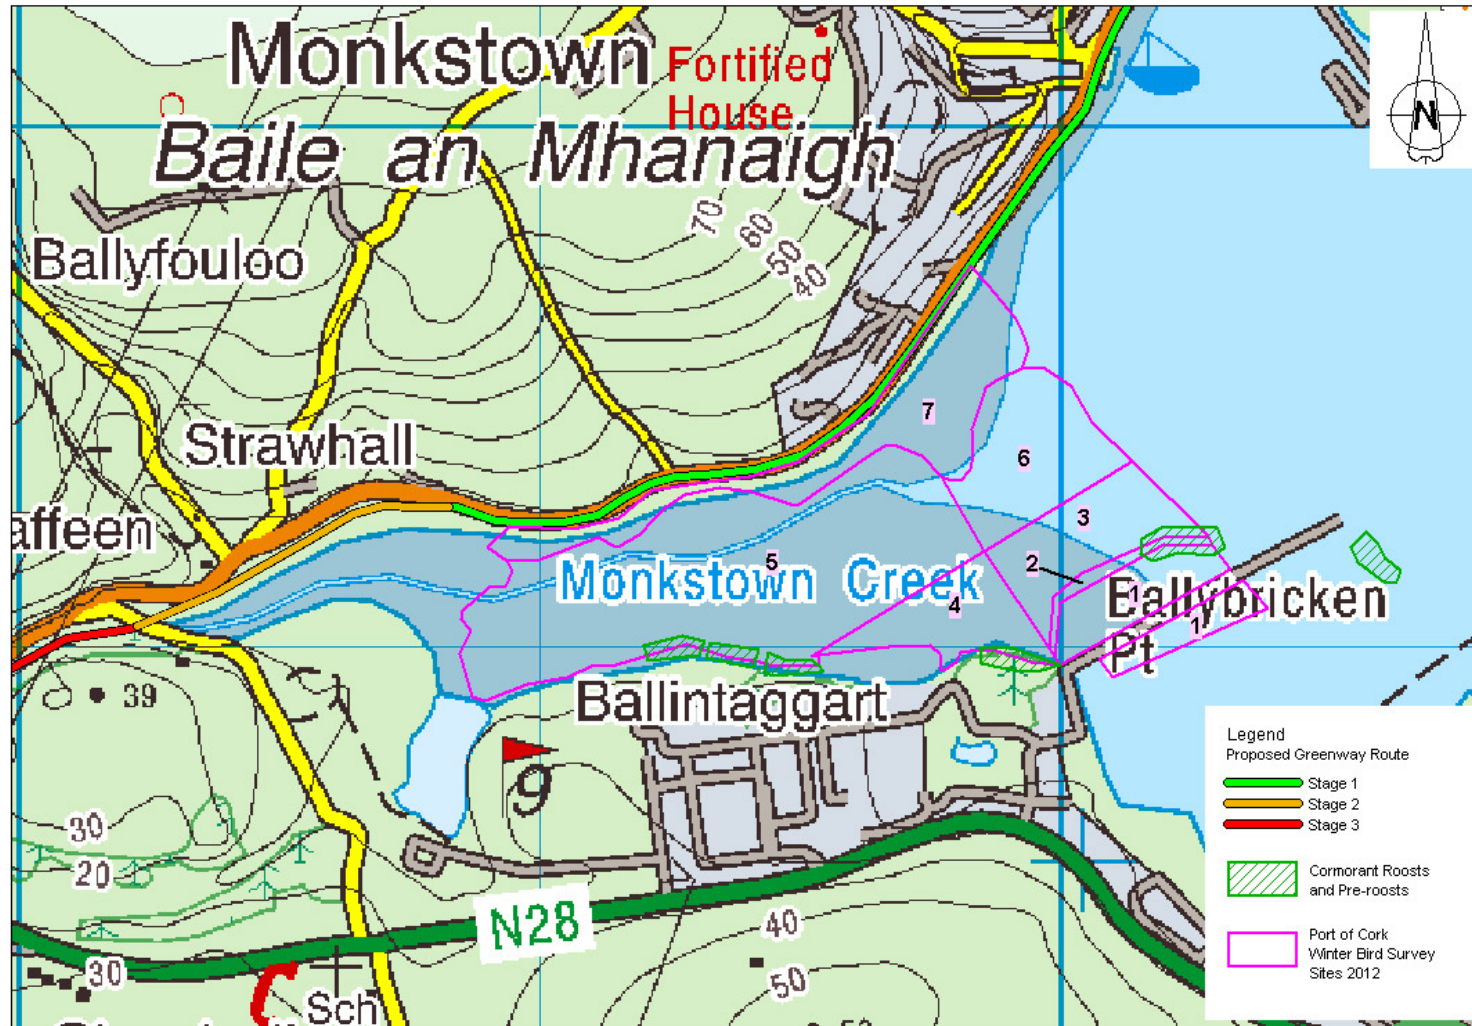 Monkstown
Fortified
House
Baile an Mhanaigh
N
70
60
50
40
Ballyfouloo
Strawhall
affeen
7
6
3
5
2
Monkstown Creek
4
1
Ballybricken
1
Pt
39
Ballintaggart
9
30
20
N28
40
30
50
Sch
Legend
Proposed Greenway Route
Stage 1
Stage 2
Stage 3
Cormorant Roosts
and Pre-roosts
Port of Cork
Winter Bird Survey
Sites 2012